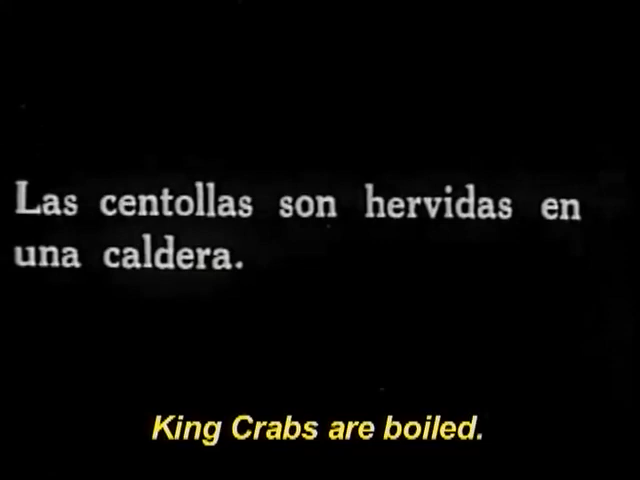 Las centollas son hervidas en
una caldera.
King Crabs are boiled.